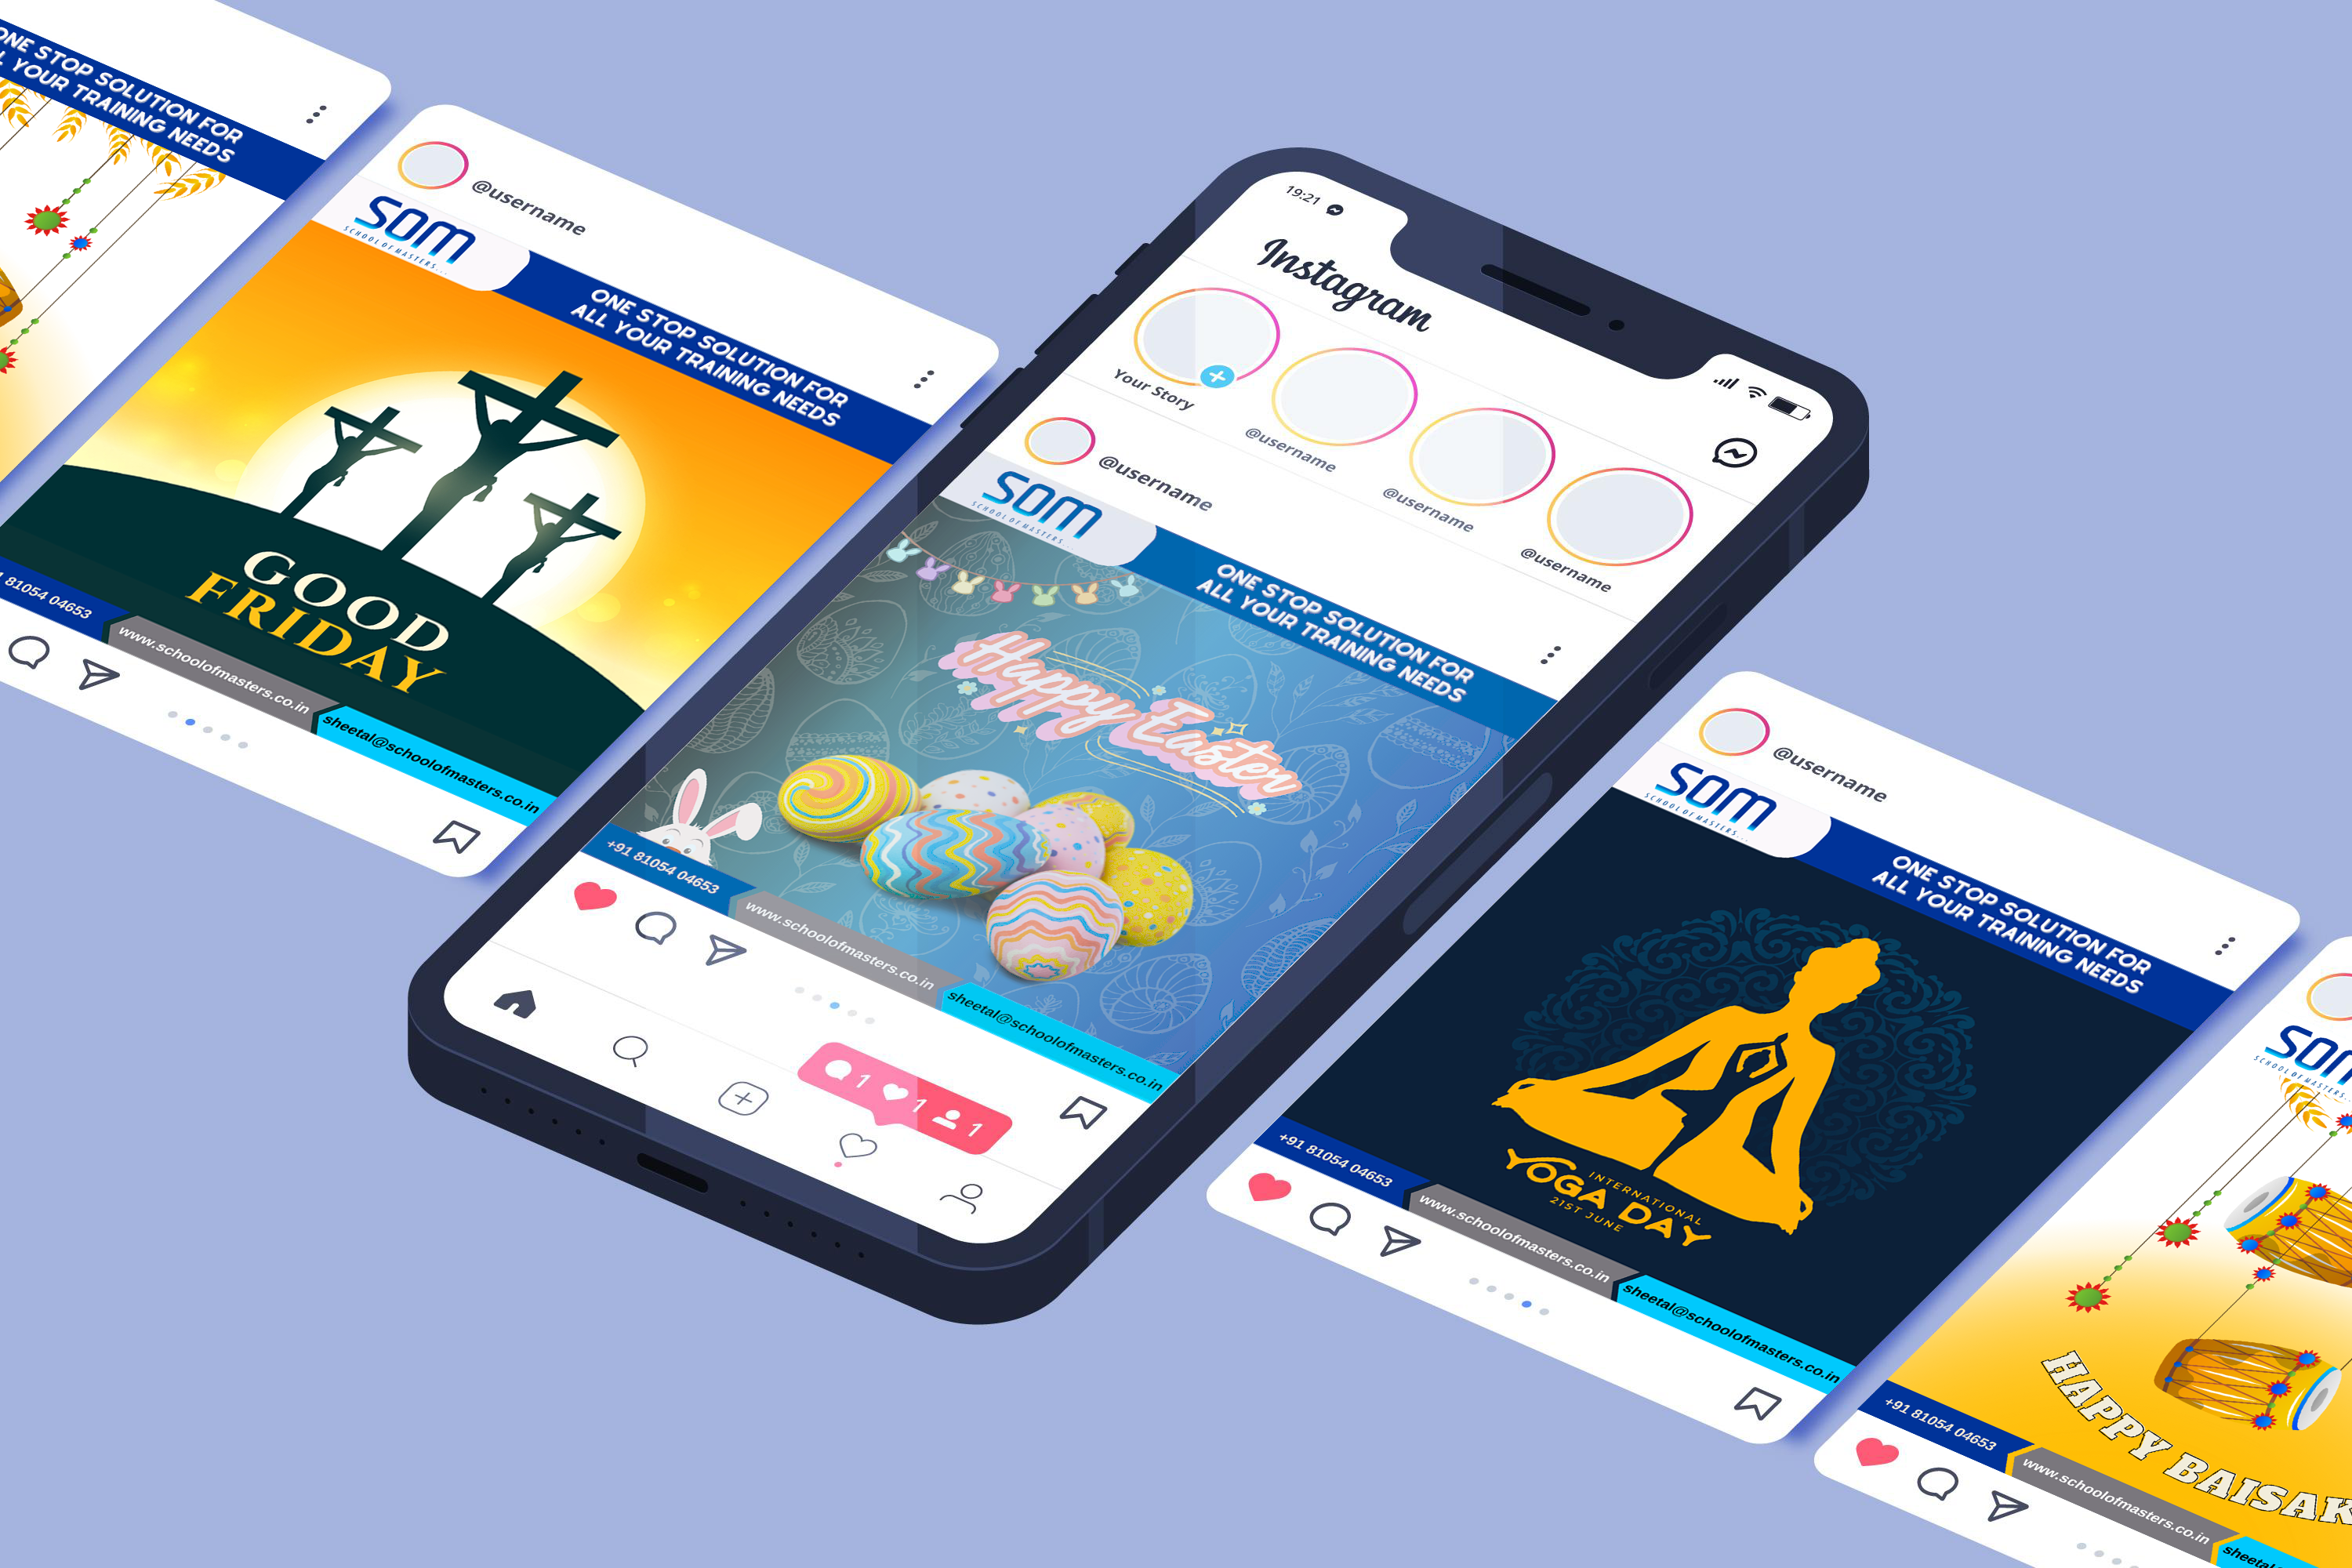 ONE STOP SOLUTION FOR
ALL YOUR TRAINING NEEDS
@username
SOM
SCHOOL OF MASTERS...
ONE STOP SOLUTION FOR
ALL YOUR TRAINING NEEDS
GOOD
FRIDAY
81054 04653
www.schoolofmasters.co.in
sheetal@schoolofmasters.co.in
19:21
Instagram
Your Story
@username
@username
@username
@username
SOM
SCHOOL OF MASTERS...
ONE STOP SOLUTION FOR
ALL YOUR TRAINING NEEDS
Happy Easter
+91 81054 04653
www.schoolofmasters.co.in
sheetal@schoolofmasters.co.in
1 1 1
@username
SOM
SCHOOL OF MASTERS...
ONE STOP SOLUTION FOR
ALL YOUR TRAINING NEEDS
INTERNATIONAL
YOGA DAY
21ST JUNE
+91 81054 04653
www.schoolofmasters.co.in
sheetal@schoolofmasters.co.in
SOM
SCHOOL OF MASTERS...
HAPPY BAISAK
+91 81054 04653
www.schoolofmasters.co.in
sheetal@schoolofm